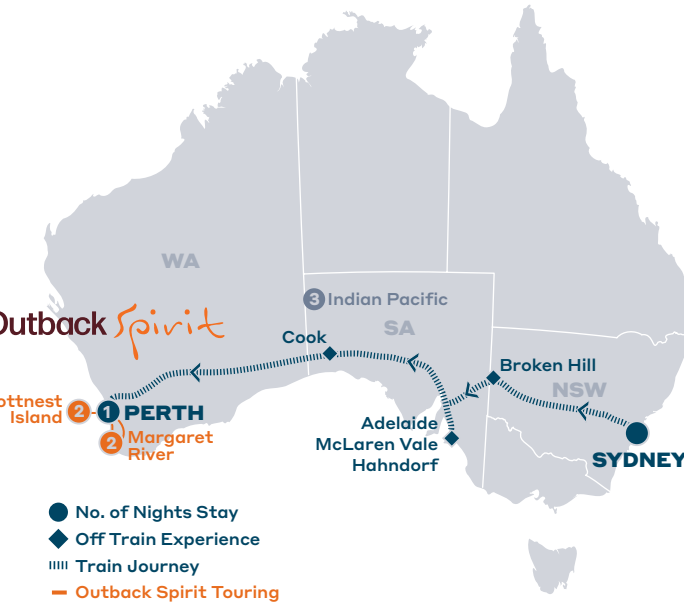 WA
3 Indian Pacific
SA
Outback Spirit
Cook
Broken Hill
NSW
ottnest
Island
2
1 PERTH
2 Margaret
River
Adelaide
McLaren Vale
Hahndorf
SYDNEY
No. of Nights Stay
Off Train Experience
Train Journey
Outback Spirit Touring